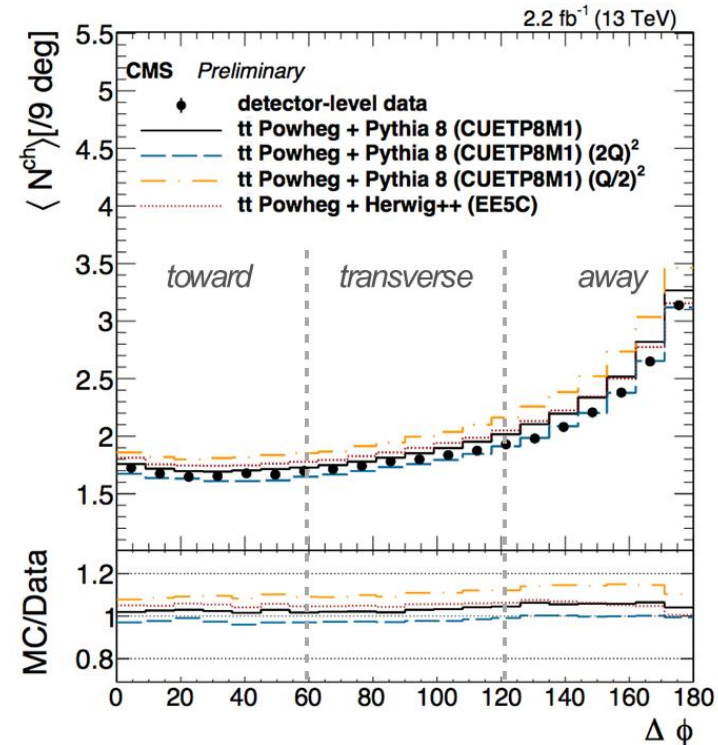 2.2 fb⁻¹ (13 TeV)
CMS Preliminary
detector-level data
tt Powheg + Pythia 8 (CUETP8M1)
tt Powheg + Pythia 8 (CUETP8M1) (2Q)²
tt Powheg + Pythia 8 (CUETP8M1) (Q/2)²
tt Powheg + Herwig++ (EE5C)
⟨ Nᶜʰ⟩[/9 deg]
5.5
5
4.5
4
3.5
3
2.5
2
1.5
toward transverse away
MC/Data
1.2
1
0.8
0 20 40 60 80 100 120 140 160 180
Δ ϕ